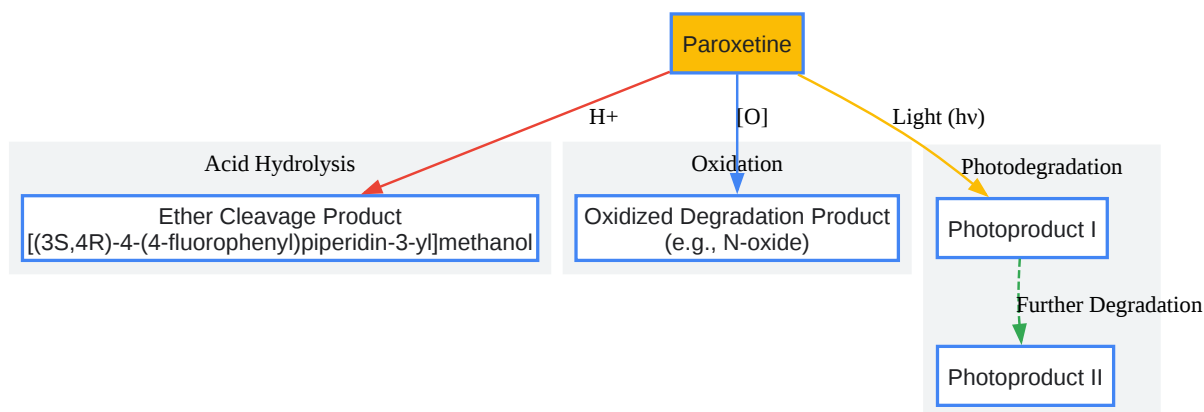 Paroxetine
H+
[O]
Light (hν)
Acid Hydrolysis
Oxidation
Photodegradation
Ether Cleavage Product
[(3S,4R)-4-(4-fluorophenyl)piperidin-3-yl]methanol
Oxidized Degradation Product
(e.g., N-oxide)
Photoproduct I
Further Degradation
Photoproduct II